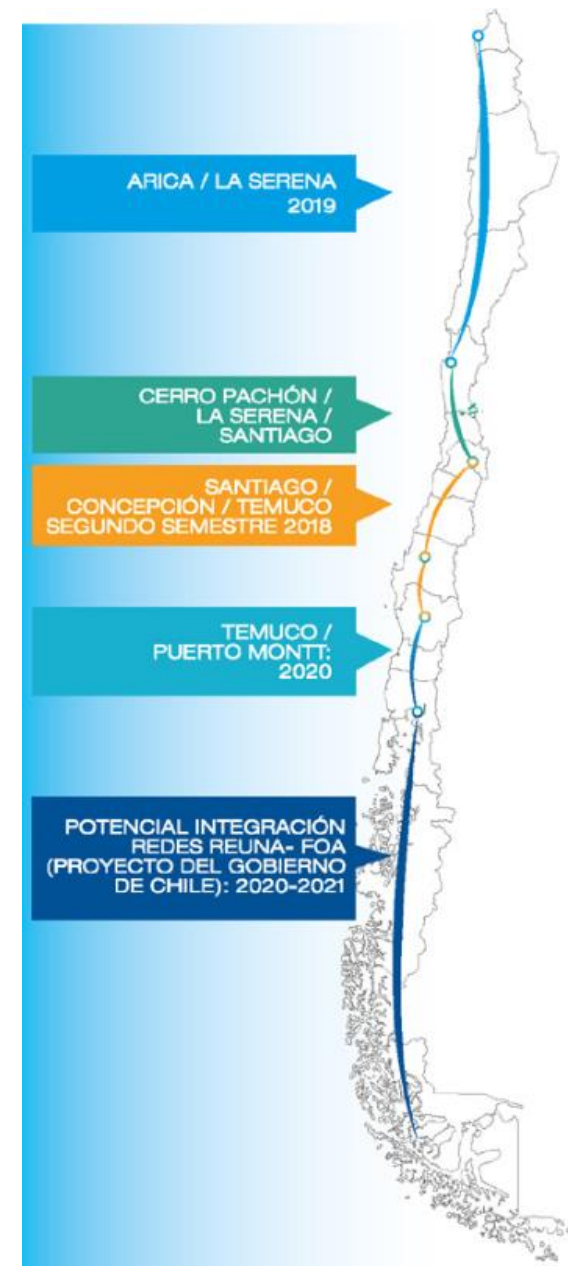 ARICA / LA SERENA
2019
CERRO PACHÓN /
LA SERENA /
SANTIAGO
SANTIAGO /
CONCEPCIÓN / TEMUCO
SEGUNDO SEMESTRE 2018
TEMUCO /
PUERTO MONTT:
2020
POTENCIAL INTEGRACIÓN
REDES REUNA- FOA
(PROYECTO DEL GOBIERNO
DE CHILE): 2020-2021